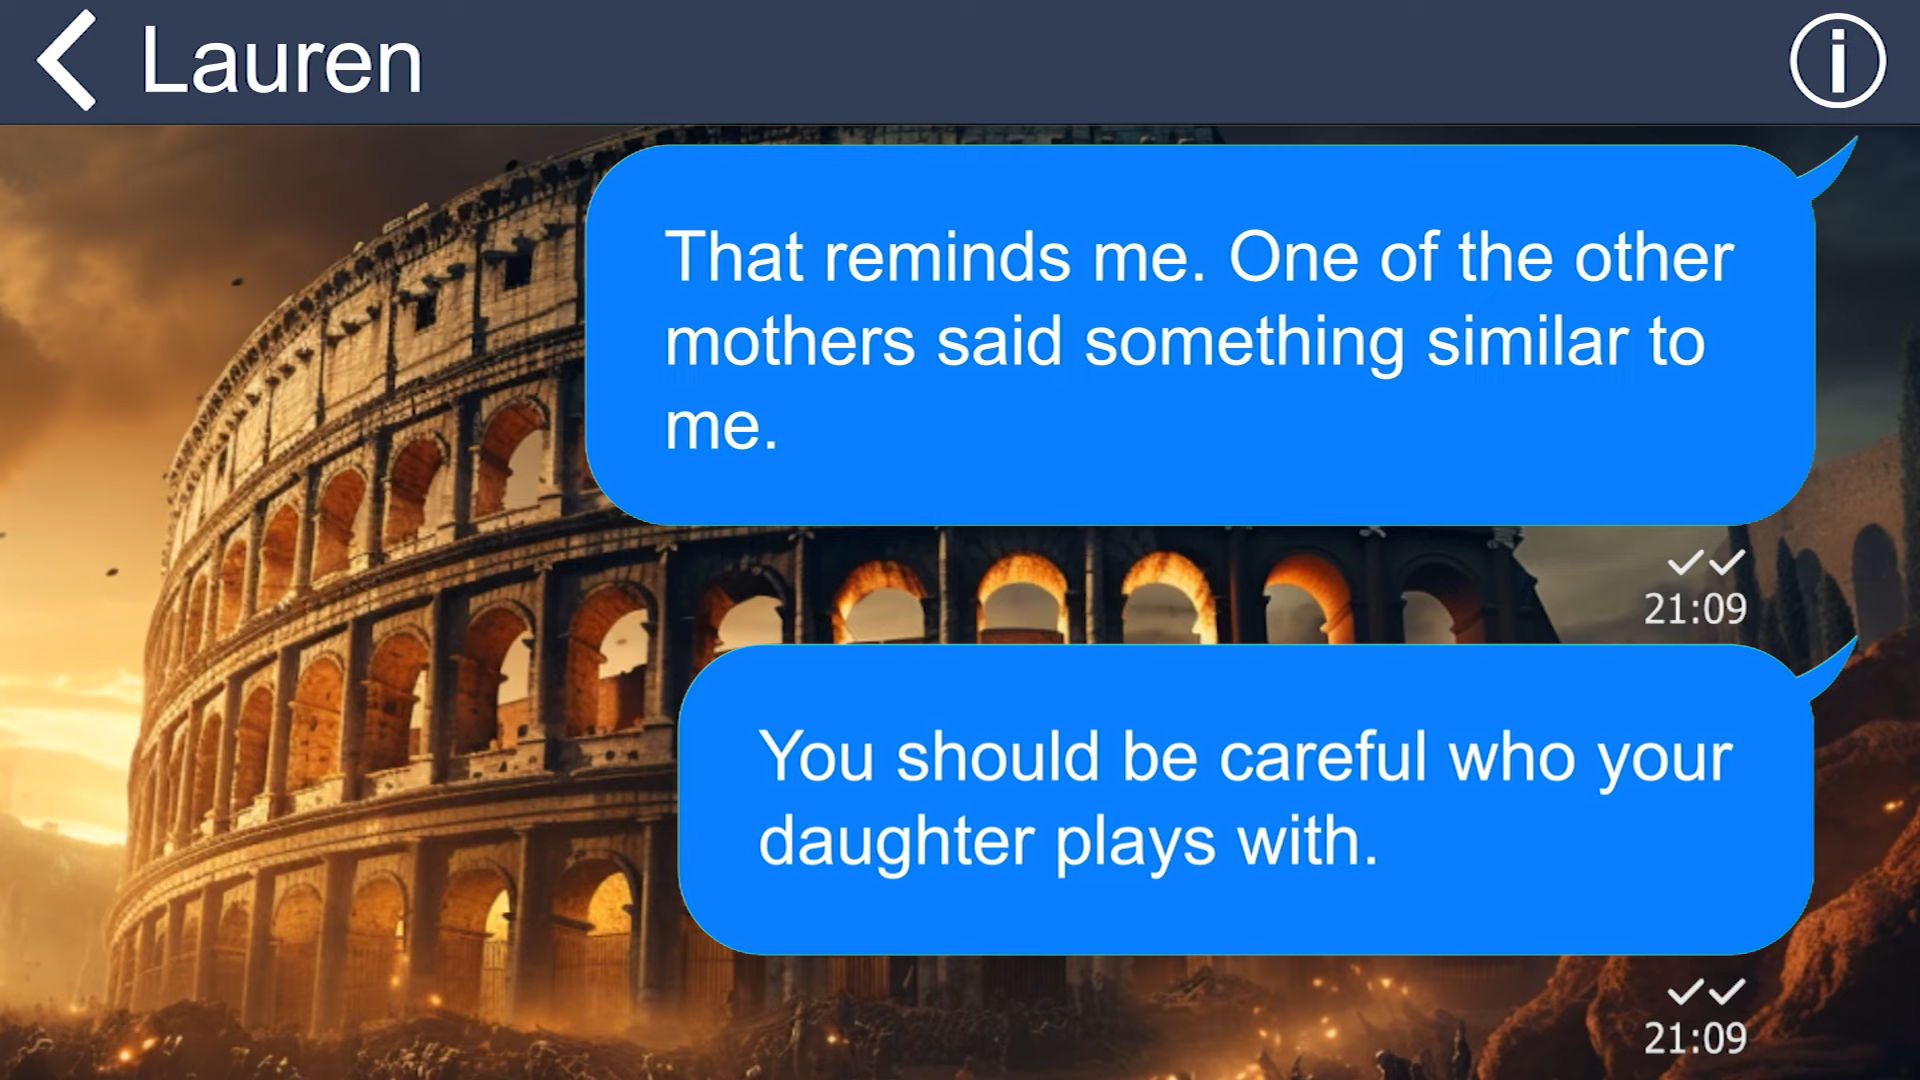 Lauren
That reminds me. One of the other
mothers said something similar to
me.
21:09
You should be careful who your
daughter plays with.
21:09